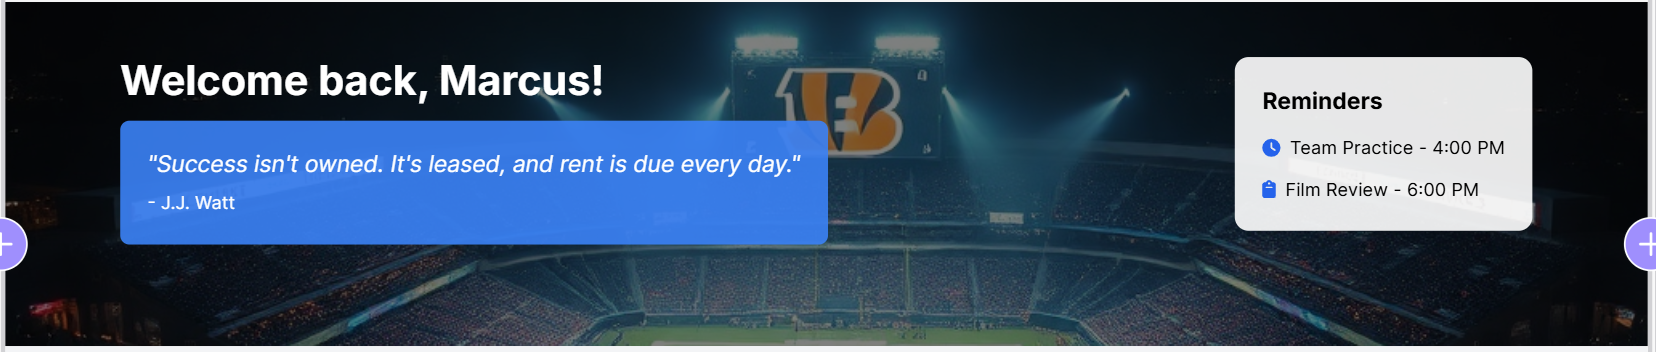 Welcome back, Marcus!
"Success isn't owned. It's leased, and rent is due every day."
- J.J. Watt
B
Reminders
Team Practice - 4:00 PM
Film Review - 6:00 PM